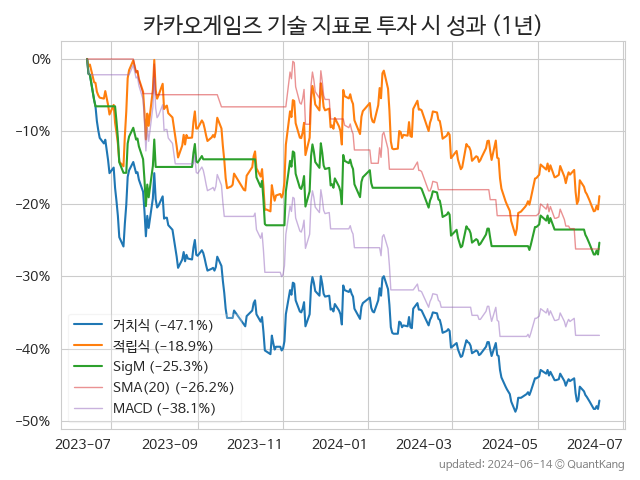 카카오게임즈 기술 지표로 투자 시 성과 (1년)
0%
−10%
−20%
−30%
−40%
−50%
거치식 (−47.1%)
적립식 (−18.9%)
SigM (−25.3%)
SMA(20) (−26.2%)
MACD (−38.1%)
2023-07 2023-09 2023-11 2024-01 2024-03 2024-05 2024-07
updated: 2024-06-14 © QuantKang